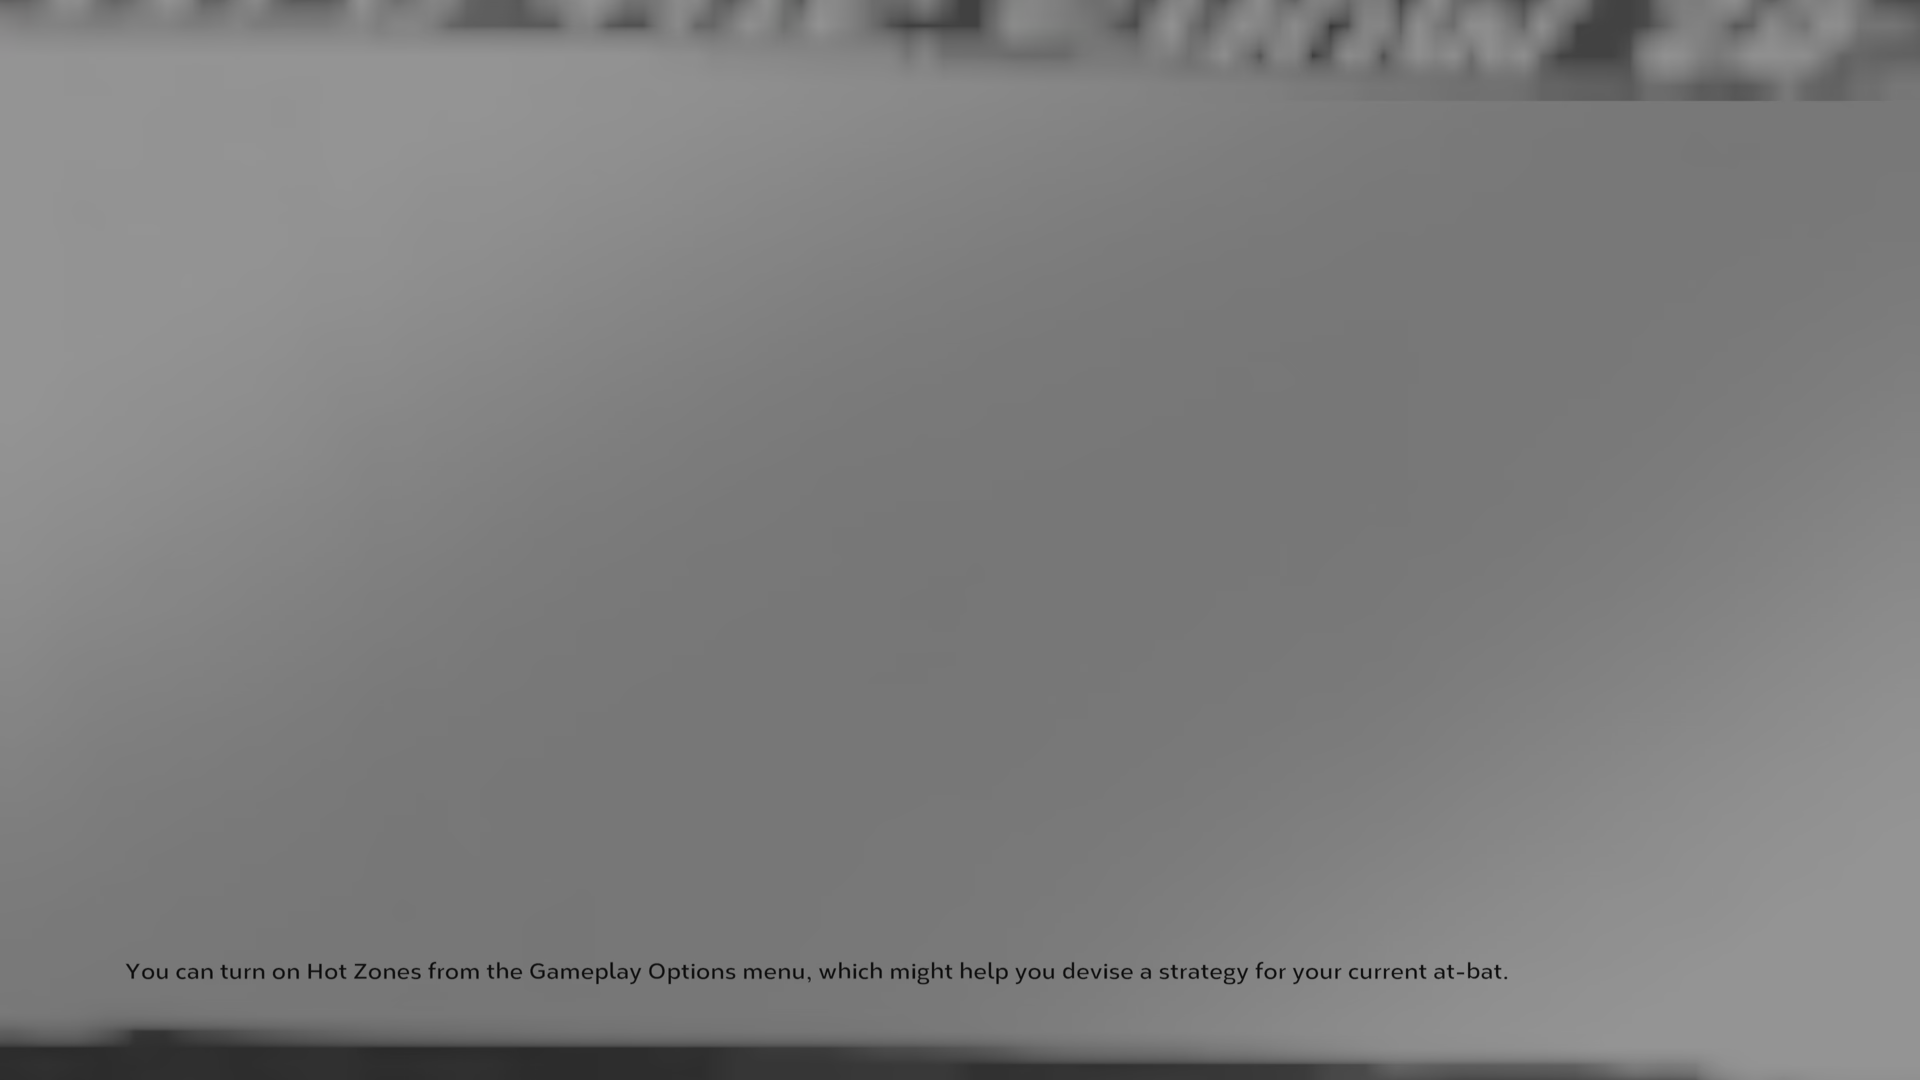 You can turn on Hot Zones from the Gameplay Options menu, which might help you devise a strategy for your current at-bat.